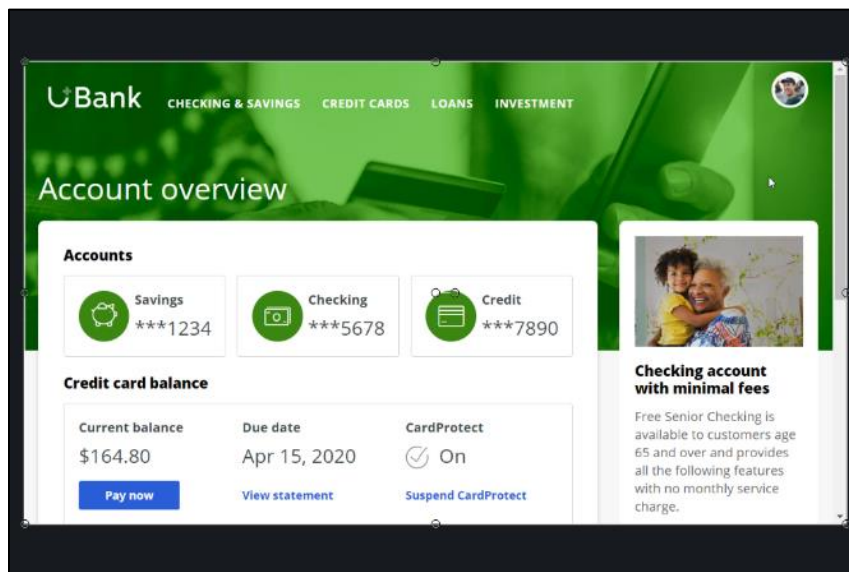 U+Bank
CHECKING & SAVINGS CREDIT CARDS LOANS INVESTMENT
Account overview
Accounts
Savings
***1234
Checking
***5678
Credit
***7890
Credit card balance
Current balance
$164.80
Pay now
Due date
Apr 15, 2020
View statement
CardProtect
On
Suspend CardProtect
Checking account
with minimal fees
Free Senior Checking is
available to customers age
65 and over and provides
all the following features
with no monthly service
charge.